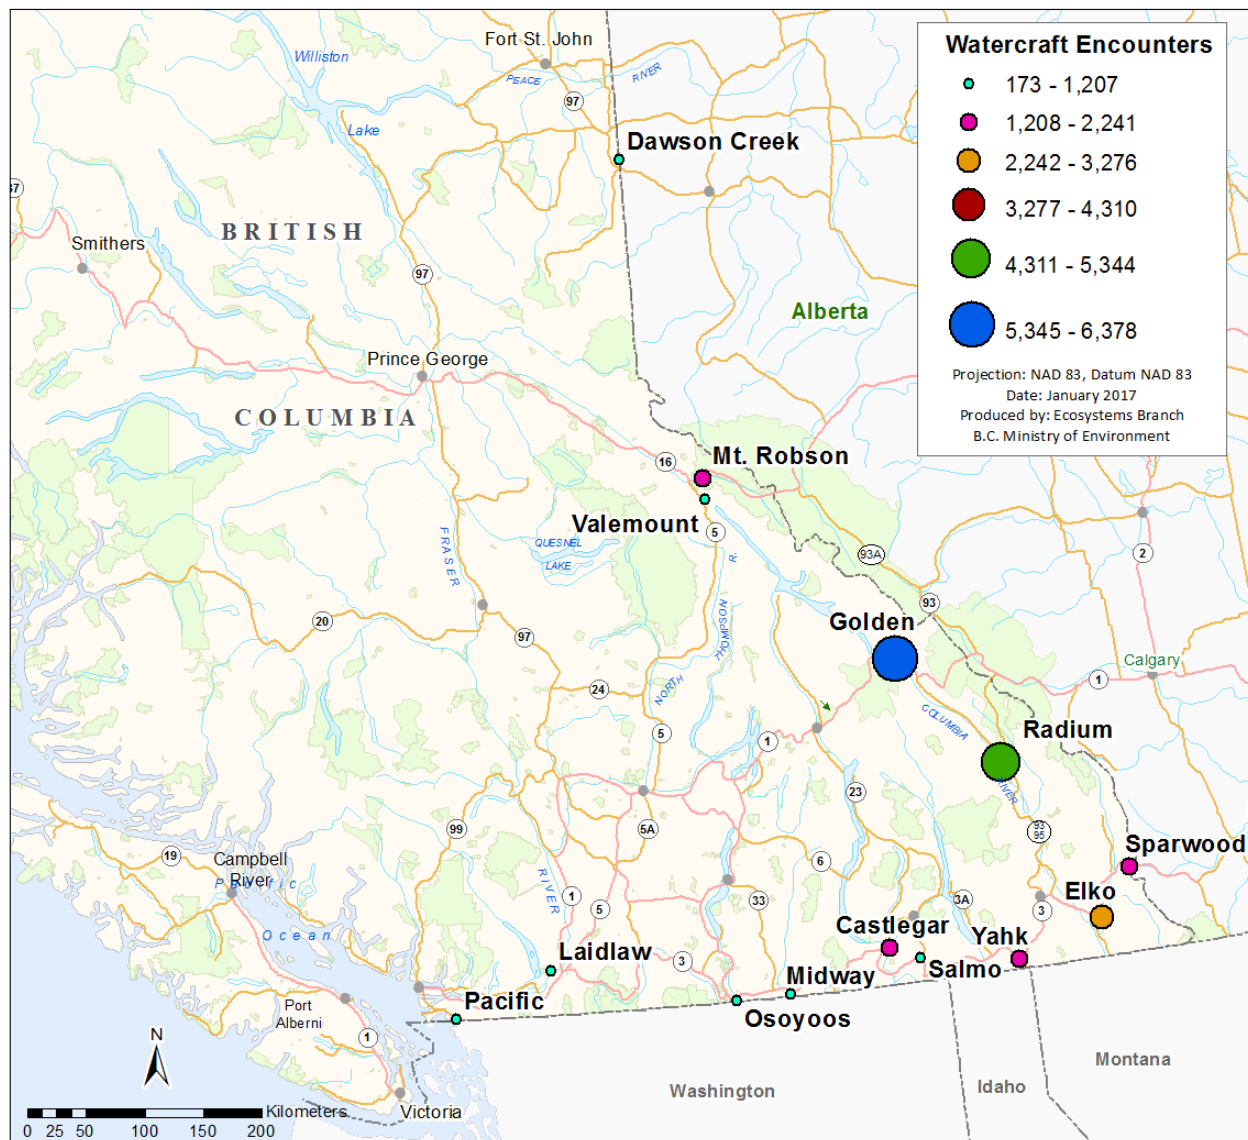 Watercraft Encounters
173 - 1,207
1,208 - 2,241
2,242 - 3,276
3,277 - 4,310
4,311 - 5,344
5,345 - 6,378
Projection: NAD 83, Datum NAD 83
Date: January 2017
Produced by: Ecosystems Branch
B.C. Ministry of Environment
Fort St. John
Williston
Lake
PEACE
RIVER
97
Dawson Creek
37
BRITISH
Smithers
97
Alberta
Prince George
COLUMBIA
16
Mt. Robson
Valemount
5
FRASER
QUESNEL
LAKE
R.
93A
2
THOMPSON
NORTH
93
20
97
Golden
24
Calgary
1
COLUMBIA
5
1
Radium
RIVER
23
99
5A
93
95
19
Campbell
River
6
Sparwood
Pacific
Ocean
RIVER
1
5
33
3A
3
Elko
Castlegar
Yahk
Laidlaw
3
Midway
Salmo
Pacific
Osoyoos
Port
Alberni
1
N
Washington
Idaho
Montana
Victoria
Kilometers
0 25 50 100 150 200